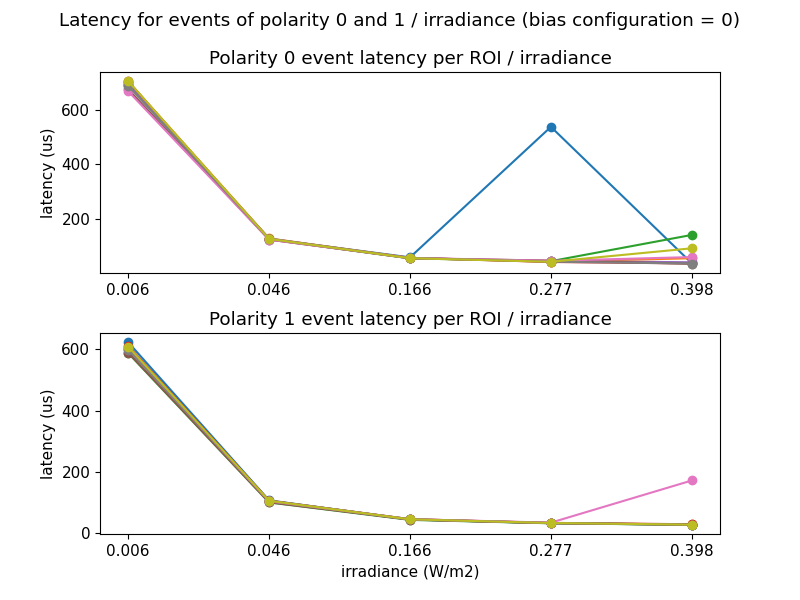 Latency for events of polarity 0 and 1 / irradiance (bias configuration = 0)
Polarity 0 event latency per ROI / irradiance
latency (us)
600
400
200
0.006 0.046 0.166 0.277 0.398
Polarity 1 event latency per ROI / irradiance
latency (us)
600
400
200
0
0.006 0.046 0.166 0.277 0.398
irradiance (W/m2)